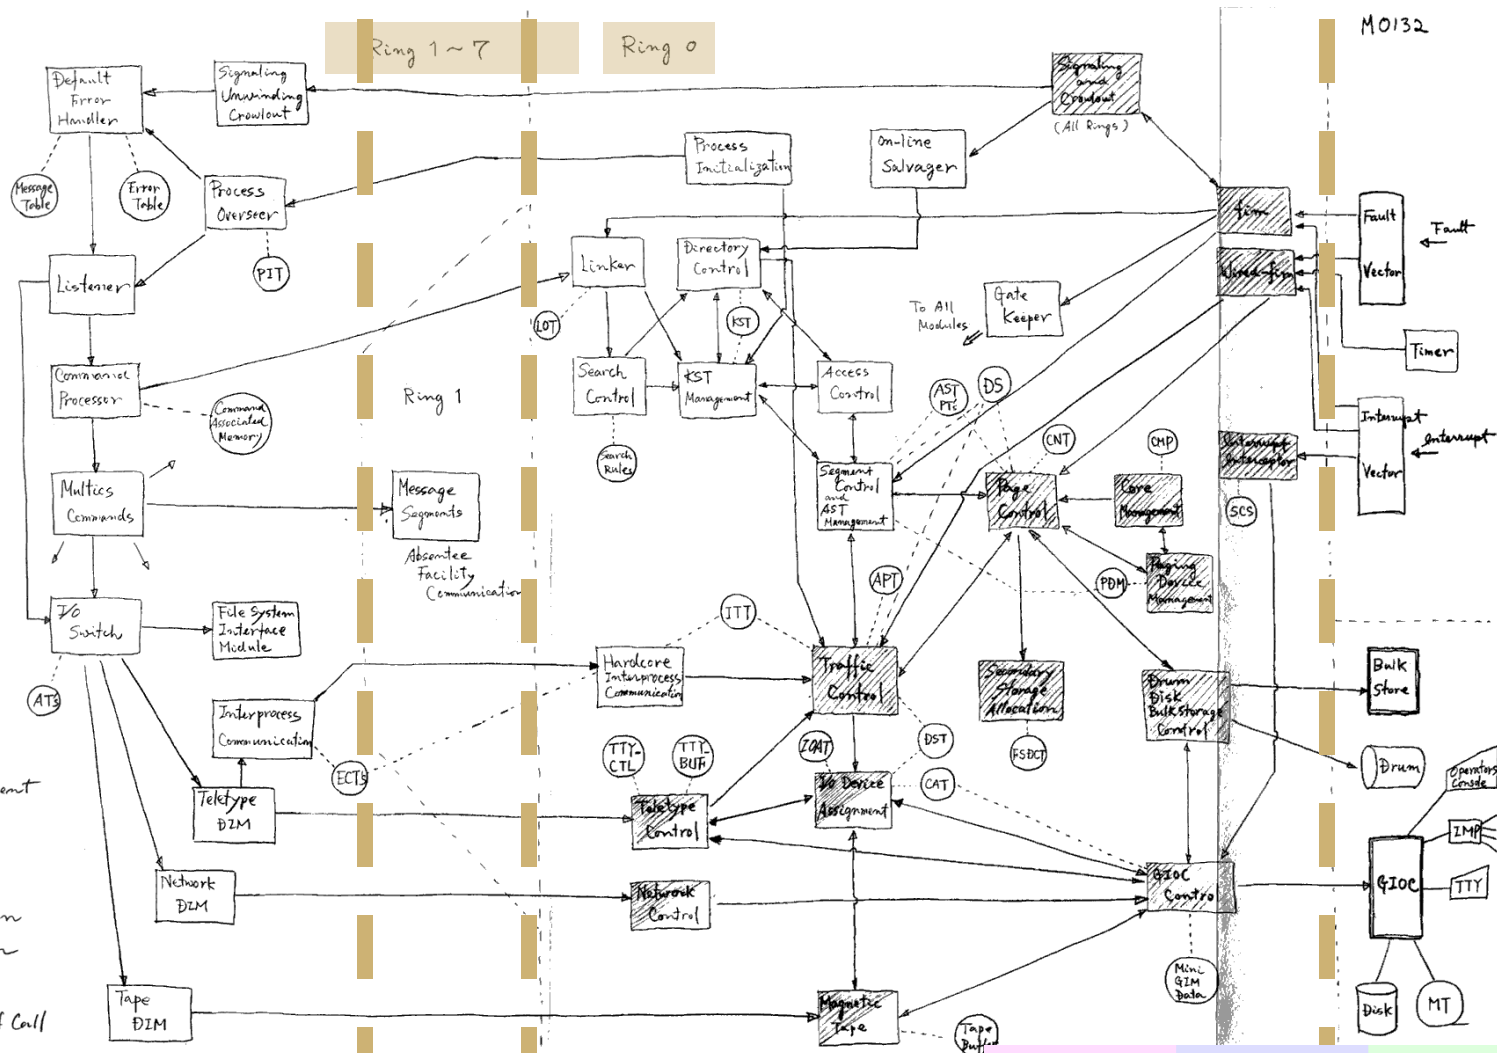 M0132
Ring 1~7
Ring 0
Default
Error
Handler
Signaling
Unwinding
Crowlout
Signaling
and
Crowlout
(All Rings)
Process
Initialization
On-line
Salvager
Message
Table
Error
Table
Process
Overseer
PIT
fim
Wired-fim
Fault
Vector
Fault
Listener
Linker
LOT
Directory
Control
KST
To All
Modules
Gate
Keeper
Timer
Command
Processor
Command
Associated
Memory
Ring 1
Search
Control
Search
Rules
KST
Management
Access
Control
AST
PTs
DS
CNT
CMP
Interrupt
Interceptor
SCS
Interrupt
Vector
Interrupt
Multics
Commands
Message
Segments
Absentee
Facility
Communication
Segment
Control
and
AST
Management
Page
Control
Core
Management
Paging
Device
Management
PDM
APT
I/O
Switch
ATs
File System
Interface
Module
ITT
Hardcore
Interprocess
Communication
Traffic
Control
Secondary
Storage
Allocation
FSDCT
Drum
Disk
Bulk Storage
Control
Bulk
Store
Interprocess
Communication
ECTs
TTY-
CTL
TTY-
BUF
IOAT
DST
CAT
Drum
Operators
Console
Teletype
DIM
Teletype
Control
I/O Device
Assignment
IMP
GIOC
TTY
Network
DIM
Network
Control
GIOC
Control
Mini
GIM
Data
Tape
DIM
Magnetic
Tape
Tape
Disk
MT
Call